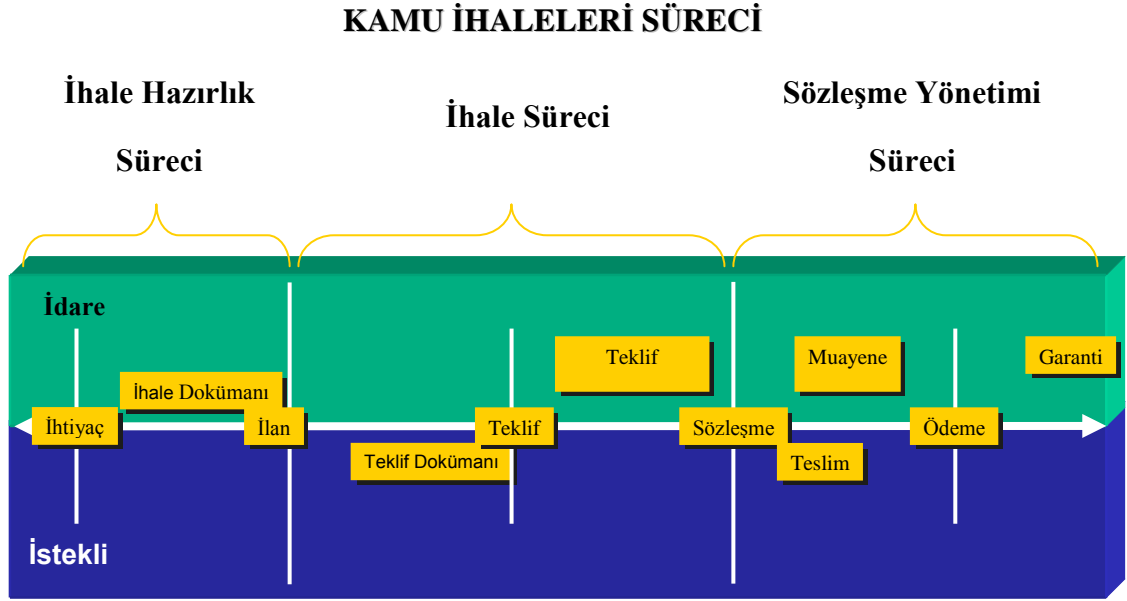 KAMU İHALELERİ SÜRECİ
İhale Hazırlık
Süreci
İhale Süreci
Sözleşme Yönetimi
Süreci
İdare
Teklif
Muayene
Garanti
İhale Dokümanı
İhtiyaç
İlan
Teklif
Sözleşme
Ödeme
Teklif Dokümanı
Teslim
İstekli